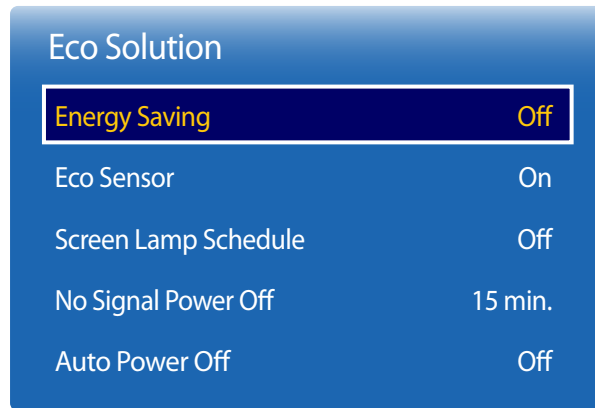 Eco Solution
Energy Saving Off
Eco Sensor On
Screen Lamp Schedule Off
No Signal Power Off 15 min.
Auto Power Off Off